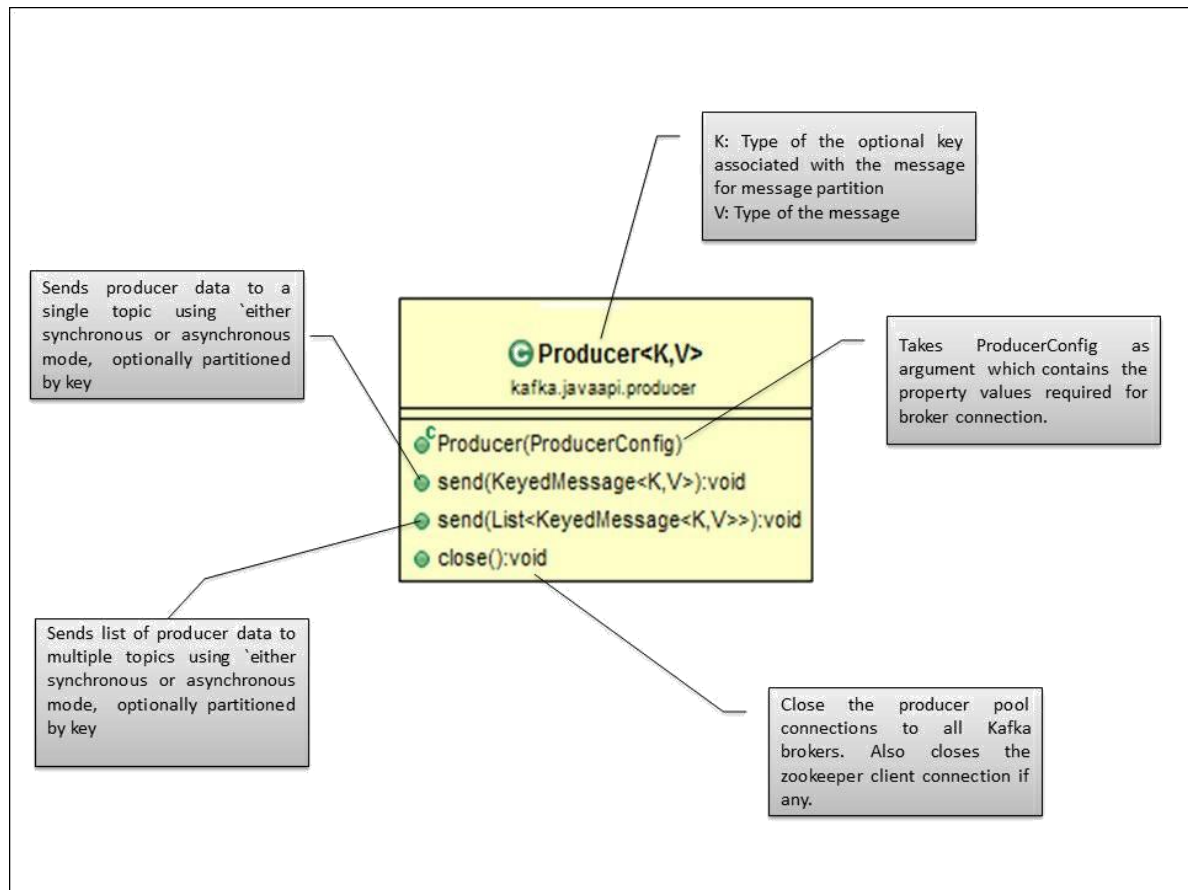 K: Type of the optional key
associated with the message
for message partition
V: Type of the message
Sends producer data to a
single topic using `either
synchronous or asynchronous
mode, optionally partitioned
by key
C Producer<K,V>
kafka.javaapi.producer
Takes ProducerConfig as
argument which contains the
property values required for
broker connection.
C Producer(ProducerConfig)
send(KeyedMessage<K,V>):void
send(List<KeyedMessage<K,V>>):void
close():void
Sends list of producer data to
multiple topics using `either
synchronous or asynchronous
mode, optionally partitioned
by key
Close the producer pool
connections to all Kafka
brokers. Also closes the
zookeeper client connection if
any.